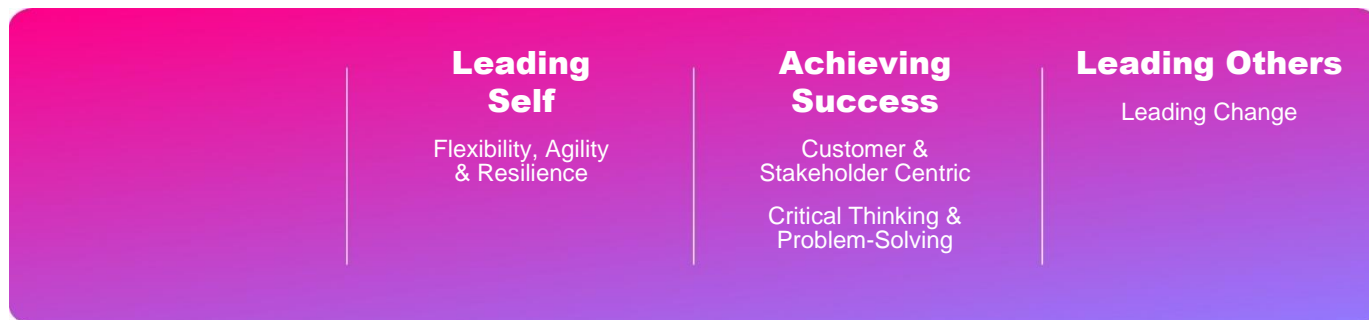 Leading
Self
Flexibility, Agility
& Resilience
Achieving
Success
Customer &
Stakeholder Centric
Critical Thinking &
Problem-Solving
Leading Others
Leading Change